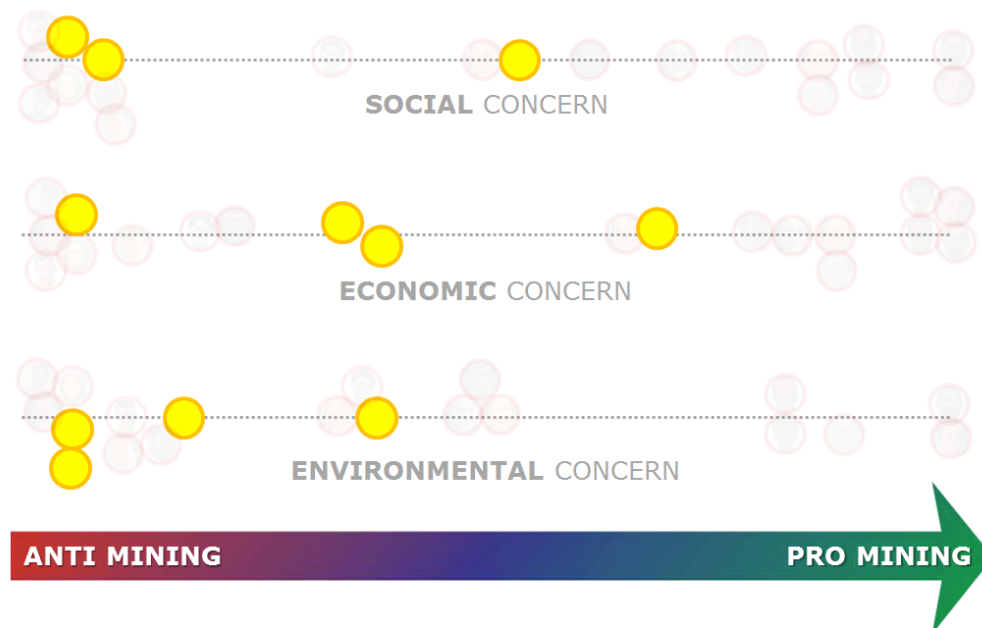 SOCIAL CONCERN
ECONOMIC CONCERN
ENVIRONMENTAL CONCERN
ANTI MINING PRO MINING